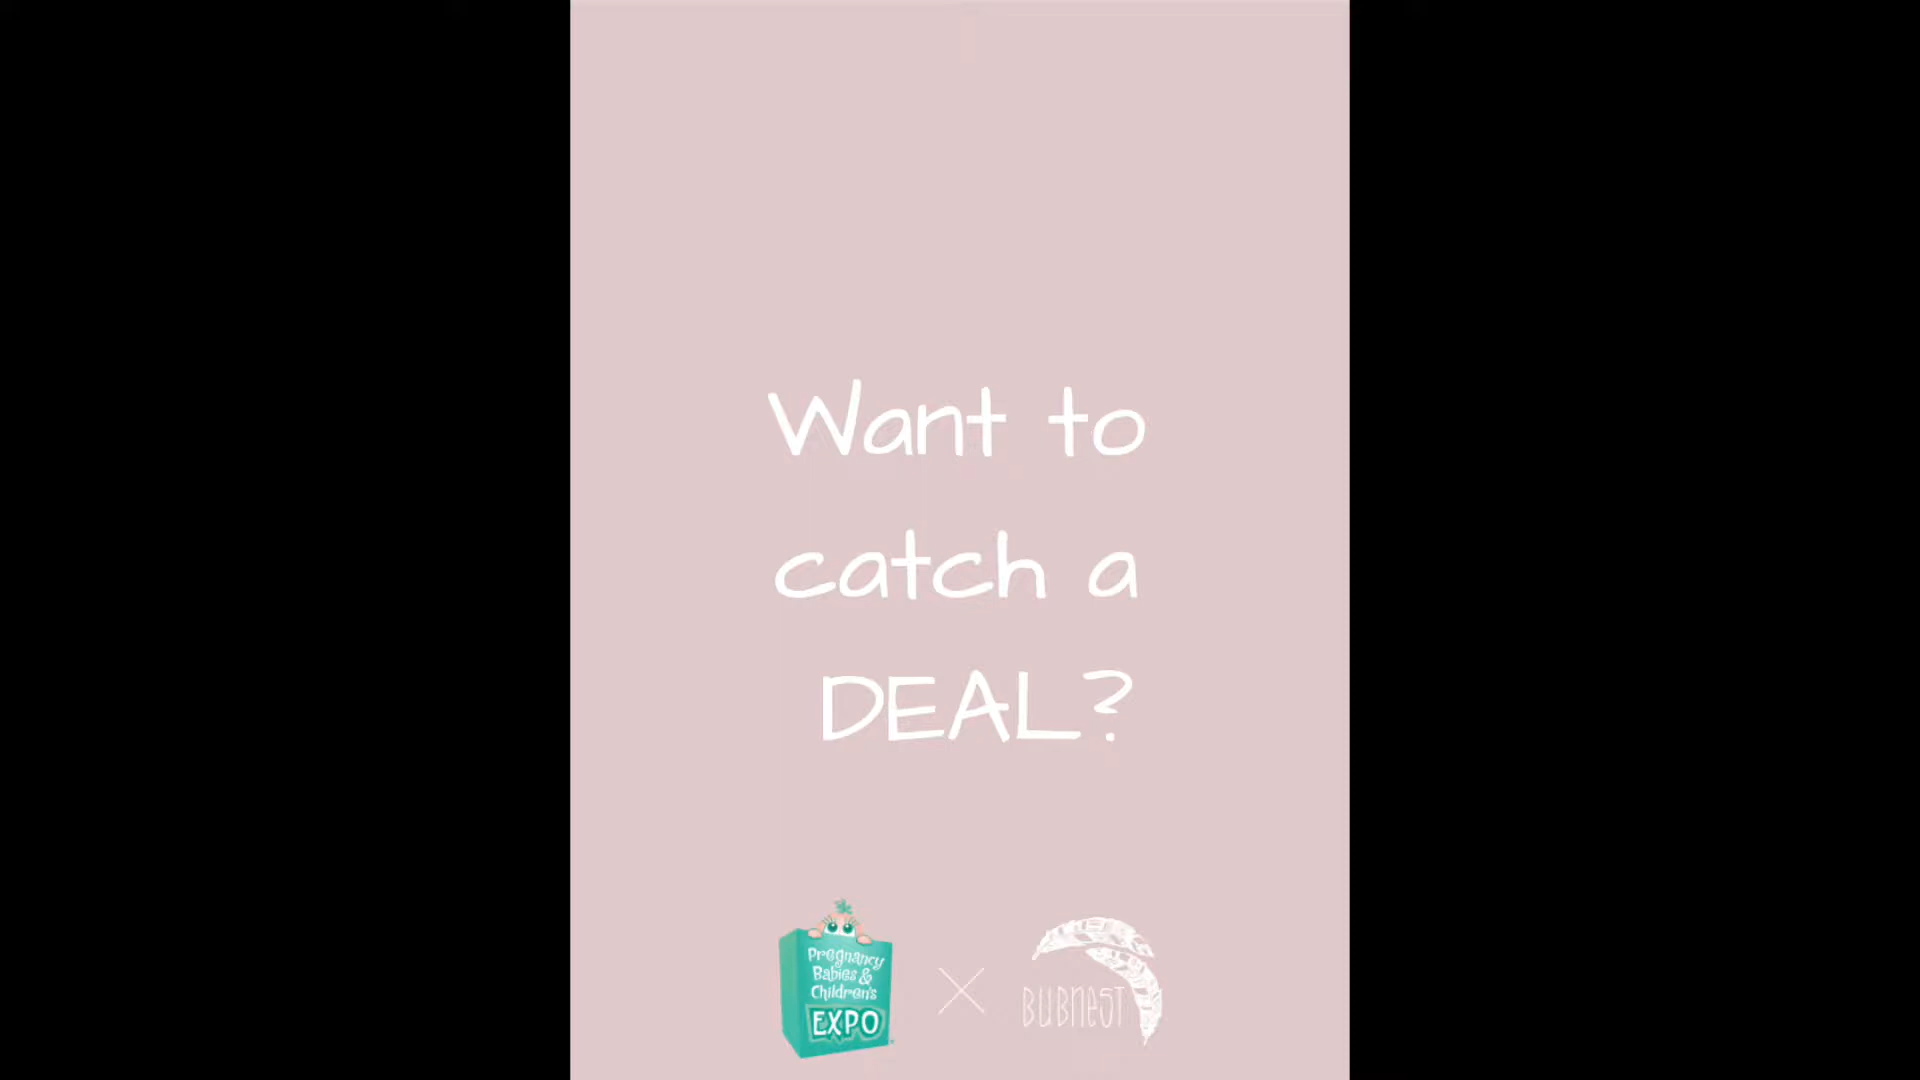 Want to
catch a
DEAL?
Pregnancy
Babies &
Children's
EXPO
BUBNEST